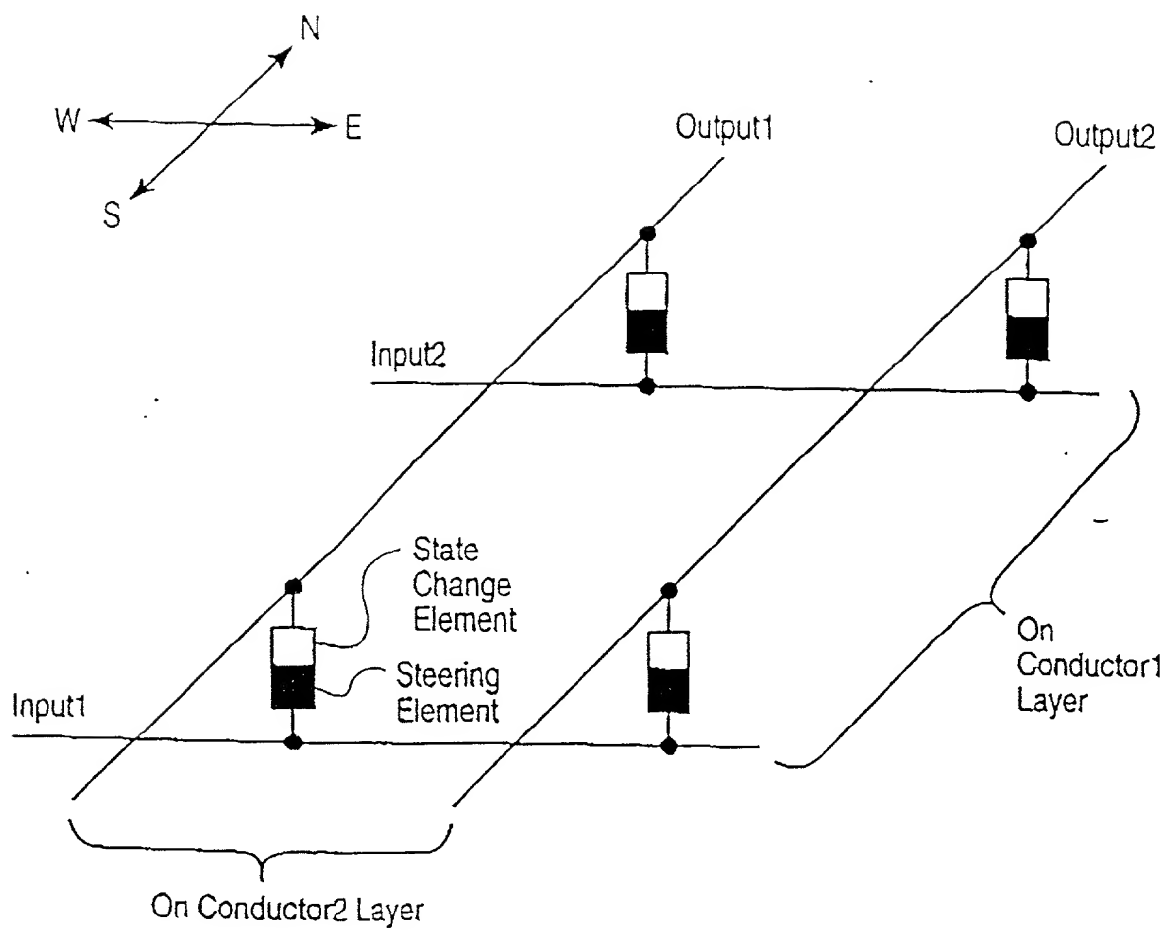 N
W
E
S
Output1
Output2
Input2
State
Change
Element
Steering
Element
Input1
On
Conductor1
Layer
On Conductor2 Layer